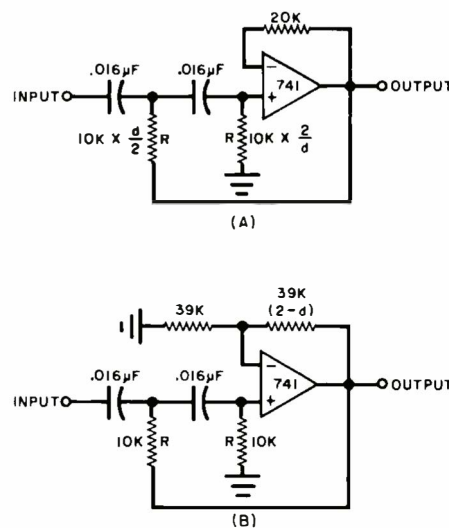 20K
.016µF .016µF
− 741 +
INPUT OUTPUT
10K × d/2 R R 10K × 2/d
(A)
39K 39K
(2-d)
.016µF .016µF
− 741 +
INPUT OUTPUT
10K R R 10K
(B)